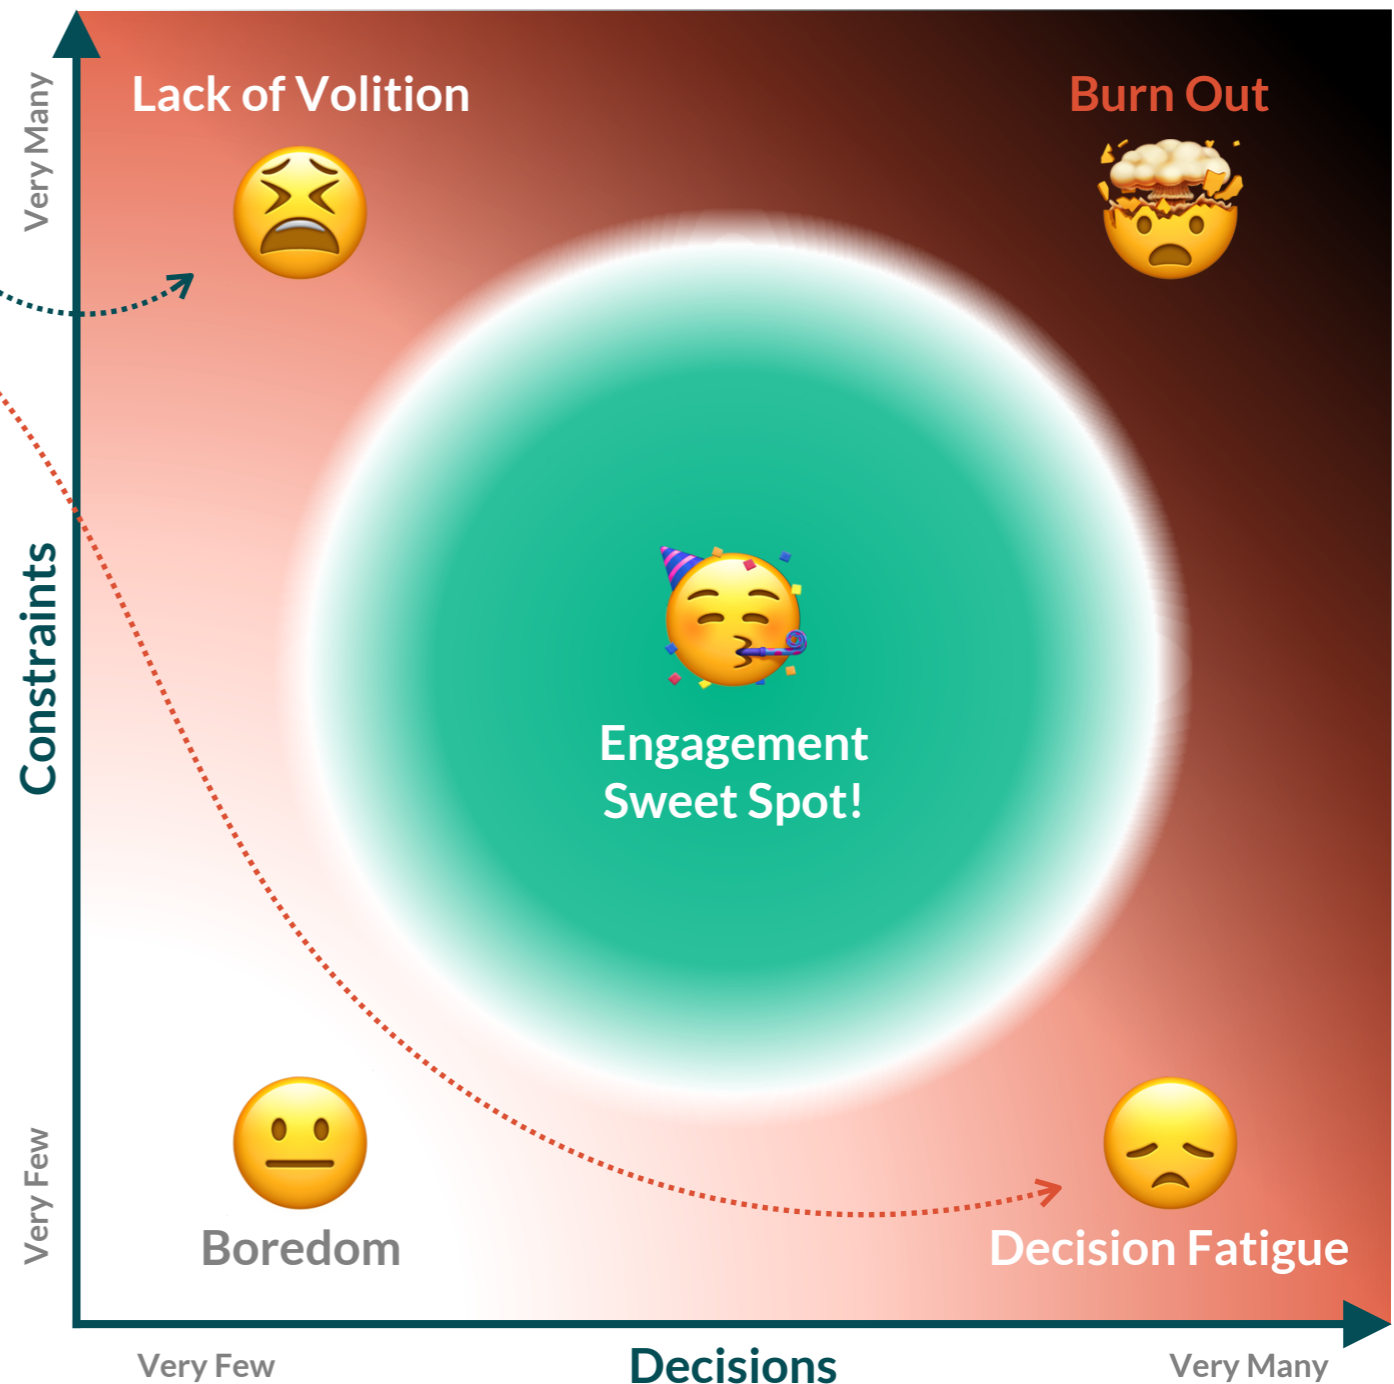 Very Many
Lack of Volition
Burn Out
Constraints
Engagement
Sweet Spot!
Very Few
Boredom
Decision Fatigue
Very Few
Decisions
Very Many